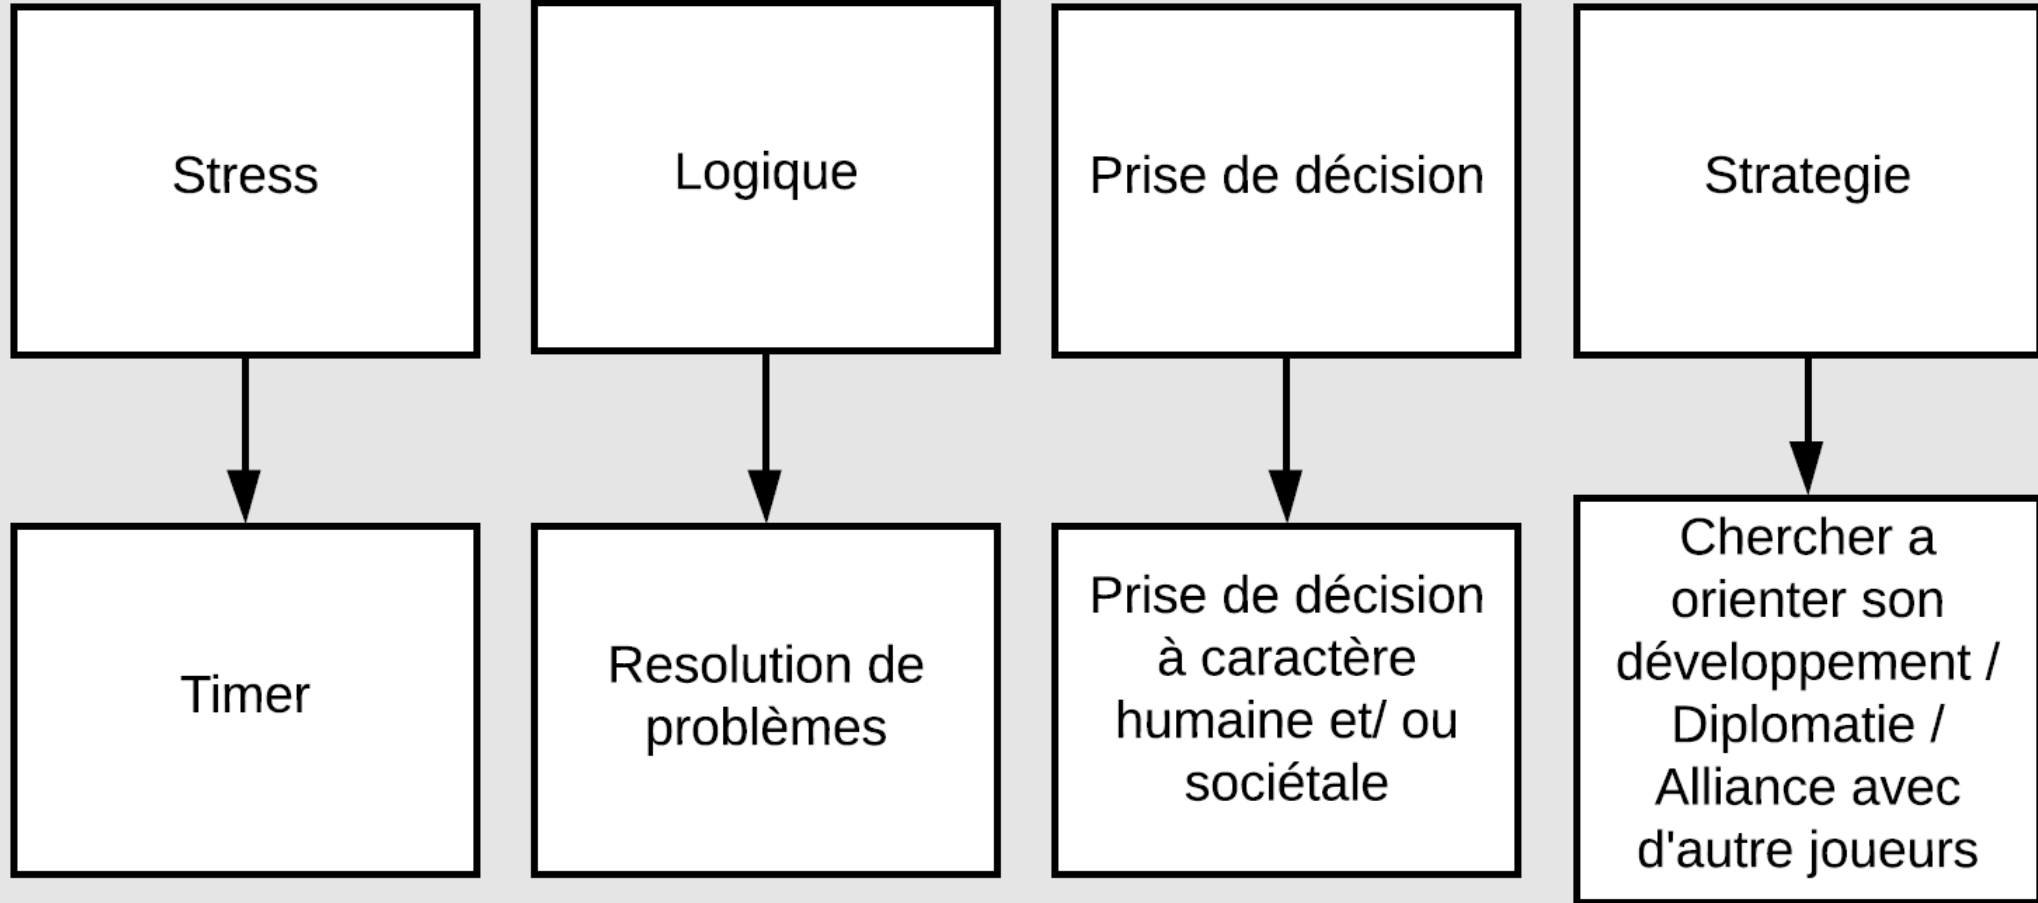 Stress
Logique
Prise de décision
Strategie
Timer
Resolution de
problèmes
Prise de décision
à caractère
humaine et/ ou
sociétale
Chercher a
orienter son
développement /
Diplomatie /
Alliance avec
d'autre joueurs